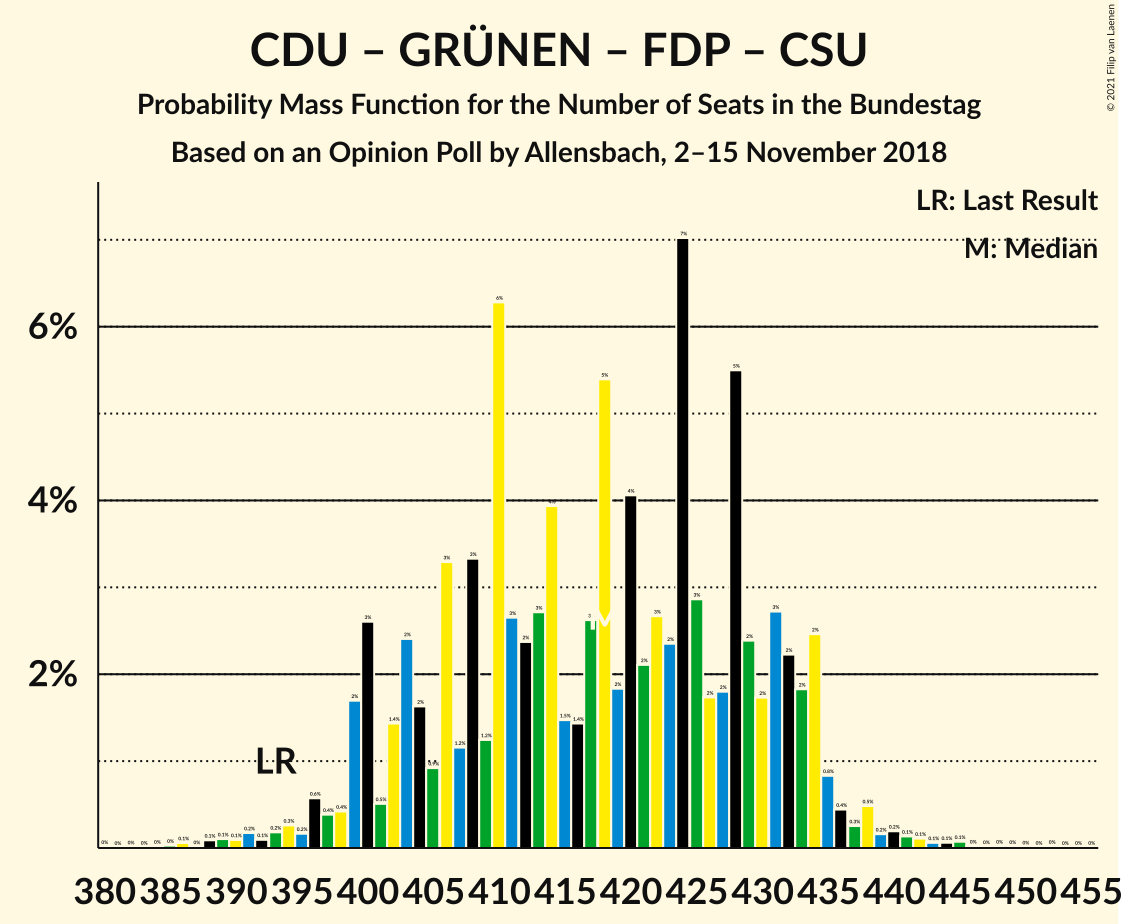 CDU – GRÜNEN – FDP – CSU
Probability Mass Function for the Number of Seats in the Bundestag
Based on an Opinion Poll by Allensbach, 2–15 November 2018
© 2021 Filip van Laenen
LR: Last Result
M: Median
6%
4%
2%
LR
M
380 385 390 395 400 405 410 415 420 425 430 435 440 445 450 455